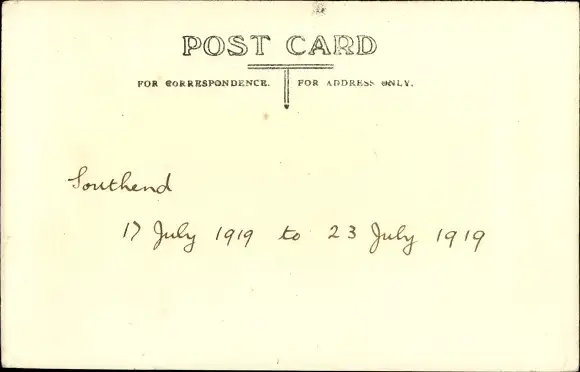 POST CARD
FOR CORRESPONDENCE. FOR ADDRESS ONLY.
Southend
17 July 1919 to 23 July 1919